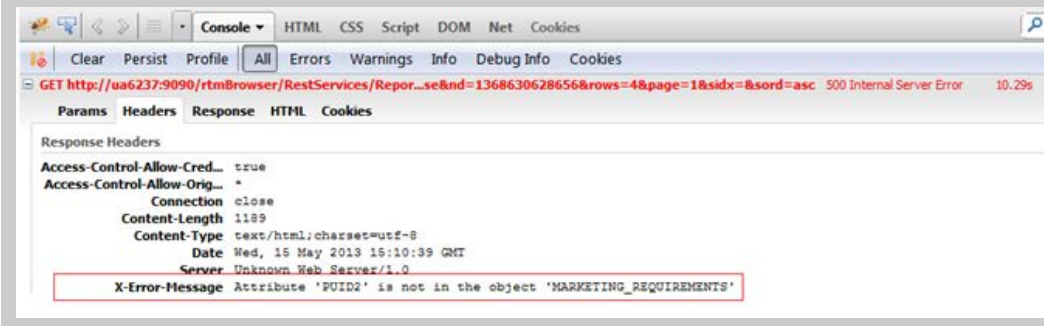 Console HTML CSS Script DOM Net Cookies
Clear Persist Profile All Errors Warnings Info Debug Info Cookies
GET http://ua6237:9090/rtmBrowser/RestServices/Repor...se&nd=1368630628656&rows=4&page=1&sidx=&sord=asc 500 Internal Server Error 10.29s
Params Headers Response HTML Cookies
Response Headers
Access-Control-Allow-Cred... true
Access-Control-Allow-Orig... *
Connection close
Content-Length 1189
Content-Type text/html;charset=utf-8
Date Wed, 15 May 2013 15:10:39 GMT
Server Unknown Web Server/1.0
X-Error-Message Attribute 'PUID2' is not in the object 'MARKETING_REQUIREMENTS'